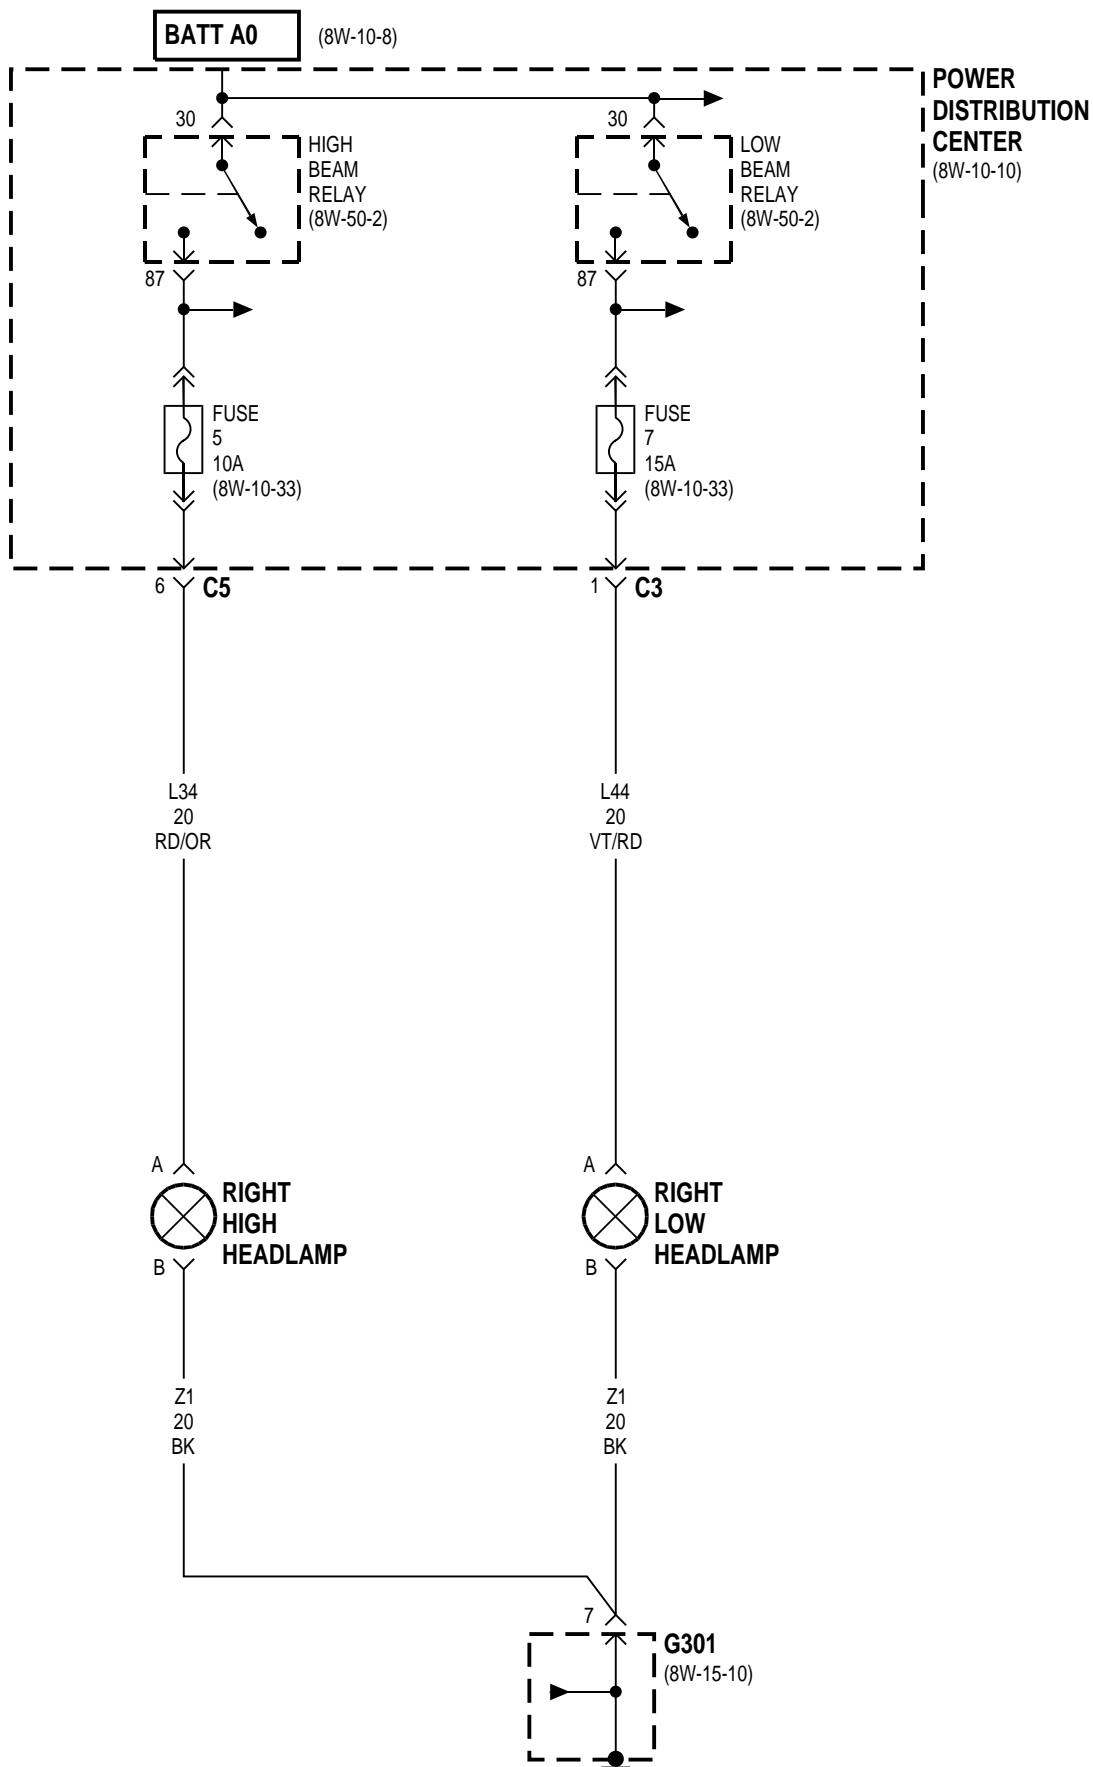 BATT A0 (8W-10-8)
POWER
DISTRIBUTION
CENTER
(8W-10-10)
30
HIGH
BEAM
RELAY
(8W-50-2)
87
30
LOW
BEAM
RELAY
(8W-50-2)
87
FUSE
5
10A
(8W-10-33)
FUSE
7
15A
(8W-10-33)
6 C5
1 C3
L34
20
RD/OR
L44
20
VT/RD
A
RIGHT
HIGH
HEADLAMP
B
A
RIGHT
LOW
HEADLAMP
B
Z1
20
BK
Z1
20
BK
7
G301
(8W-15-10)